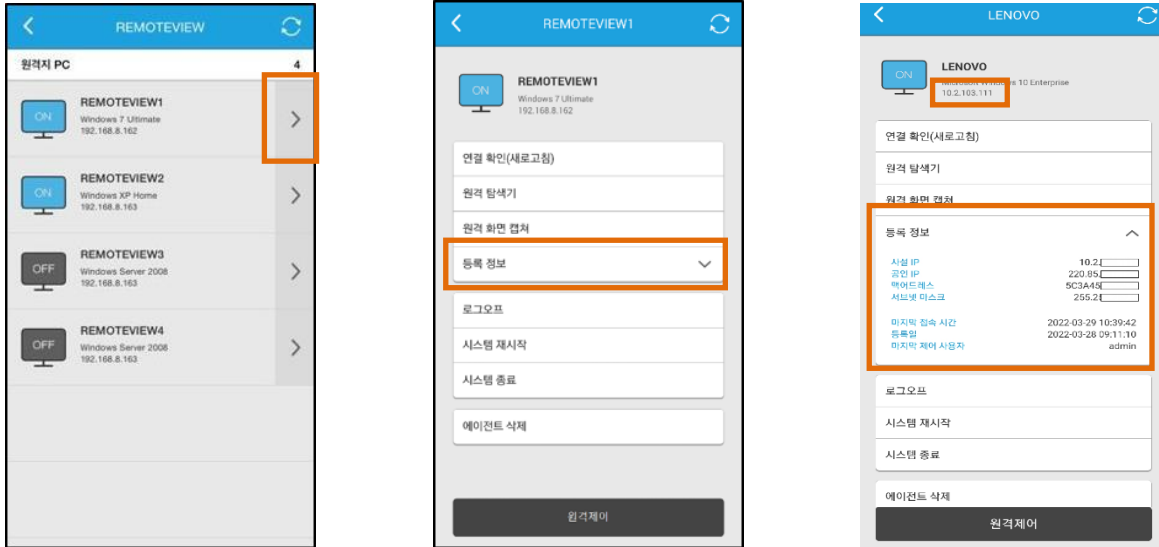 REMOTEVIEW
원격지 PC 4
ON
REMOTEVIEW1
Windows 7 Ultimate
192.168.8.162
ON
REMOTEVIEW2
Windows XP Home
192.168.8.163
OFF
REMOTEVIEW3
Windows Server 2008
192.168.8.163
OFF
REMOTEVIEW4
Windows Server 2008
192.168.8.163
REMOTEVIEW1
ON
REMOTEVIEW1
Windows 7 Ultimate
192.168.8.162
연결 확인(새로고침)
원격 탐색기
원격 화면 캡쳐
등록 정보
로그오프
시스템 재시작
시스템 종료
에이전트 삭제
원격제어
LENOVO
ON
LENOVO
Microsoft Windows 10 Enterprise
10.2.103.111
연결 확인(새로고침)
원격 탐색기
원격 화면 캡쳐
등록 정보
사설 IP 10.2.
공인 IP 220.85.
맥어드레스 5C3A45
서브넷 마스크 255.2
마지막 접속 시간 2022-03-29 10:39:42
등록일 2022-03-28 09:11:10
마지막 제어 사용자 admin
로그오프
시스템 재시작
시스템 종료
에이전트 삭제
원격제어